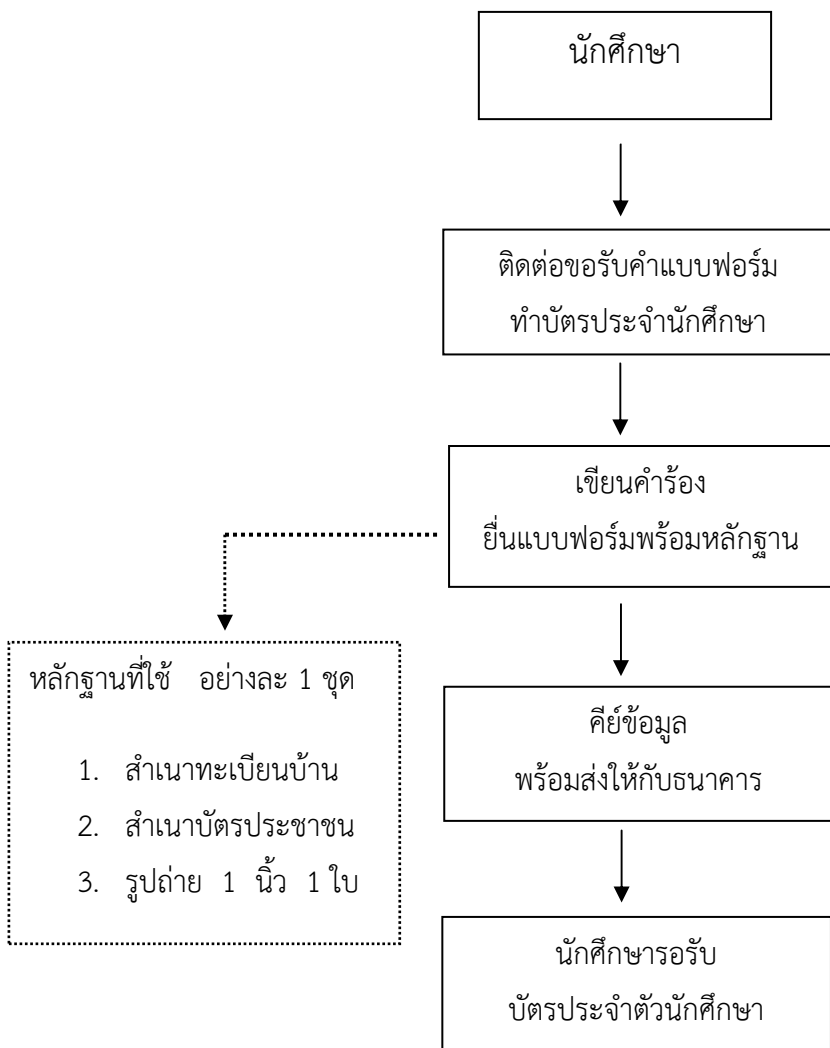 นักศึกษา
ติดต่อขอรับคำแบบฟอร์ม
ทำบัตรประจำนักศึกษา
เขียนคำร้อง
ยื่นแบบฟอร์มพร้อมหลักฐาน
หลักฐานที่ใช้ อย่างละ 1 ชุด
1. สำเนาทะเบียนบ้าน
2. สำเนาบัตรประชาชน
3. รูปถ่าย 1 นิ้ว 1 ใบ
คีย์ข้อมูล
พร้อมส่งให้กับธนาคาร
นักศึกษารอรับ
บัตรประจำตัวนักศึกษา